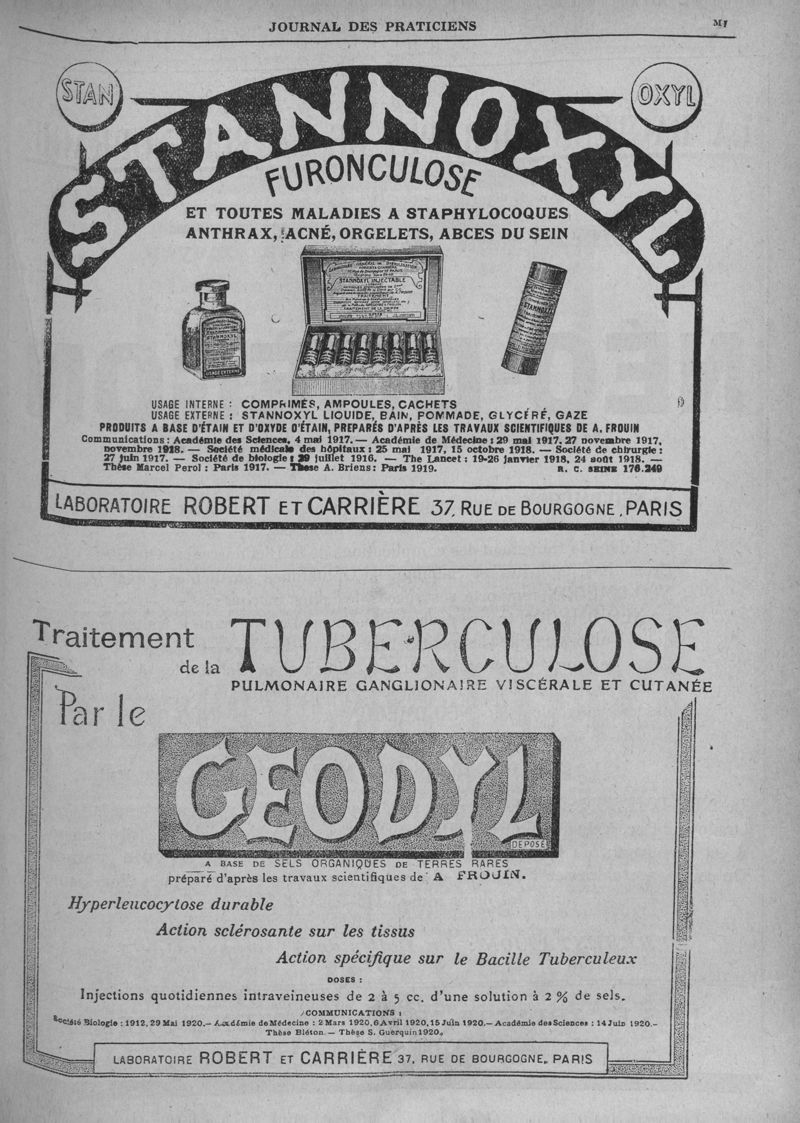 JOURNAL DES PRATICIENS
STAN
OXYL
STANNOXYL
FURONCULOSE
ET TOUTES MALADIES A STAPHYLOCOQUES
ANTHRAX, ACNÉ, ORGELETS, ABCES DU SEIN
STANNOXYL INJECTABLE
TRAITEMENT
STANNOXYL
STANNOXYL
USAGE INTERNE : COMPRIMÉS, AMPOULES, CACHETS
USAGE EXTERNE : STANNOXYL LIQUIDE, BAIN, POMMADE, GLYCÉRÉ, GAZE
PRODUITS A BASE D'ÉTAIN ET D'OXYDE D'ÉTAIN, PREPARÉS D'APRÈS LES TRAVAUX SCIENTIFIQUES DE A. FROUIN
Communications : Académie des Sciences, 4 mai 1917. — Académie de Médecine : 29 mai 1917, 27 novembre 1917,
novembre 1918. — Société médicale des hôpitaux : 25 mai 1917, 15 octobre 1918. — Société de chirurgie :
27 juin 1917. — Société de biologie : 29 juillet 1916. — The Lancet : 19-26 janvier 1918, 24 août 1918. —
Thèse Marcel Perol : Paris 1917. — Thèse A. Briens : Paris 1919. R. C. SEINE 176.249
LABORATOIRE ROBERT ET CARRIÈRE 37, RUE DE BOURGOGNE, PARIS
Traitement
de la TUBERCULOSE
PULMONAIRE GANGLIONAIRE VISCÉRALE ET CUTANÉE
Par le
GEODYL
DEPOSÉ
A BASE DE SELS ORGANIQUES DE TERRES RARES
préparé d'après les travaux scientifiques de A FROUIN.
Hyperleucocytose durable
Action sclérosante sur les tissus
Action spécifique sur le Bacille Tuberculeux
DOSES :
Injections quotidiennes intraveineuses de 2 à 5 cc. d'une solution à 2 % de sels.
COMMUNICATIONS :
Société Biologie : 1912, 29 Mai 1920.— Académie de Médecine : 2 Mars 1920, 6 Avril 1920, 15 Juin 1920.— Académie des Sciences : 14 Juin 1920.—
Thèse Bléton. — Thèse S. Guerquin 1920.
LABORATOIRE ROBERT ET CARRIÈRE 37, RUE DE BOURGOGNE, PARIS